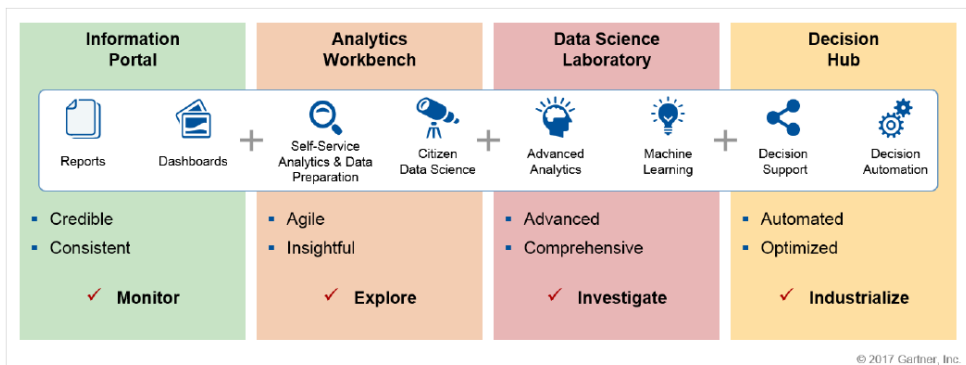 Information
Portal
Analytics
Workbench
Data Science
Laboratory
Decision
Hub
Reports
Dashboards
Self-Service
Analytics & Data
Preparation
Citizen
Data Science
Advanced
Analytics
Machine
Learning
Decision
Support
Decision
Automation
Credible
Consistent
Agile
Insightful
Advanced
Comprehensive
Automated
Optimized
Monitor
Explore
Investigate
Industrialize
© 2017 Gartner, Inc.